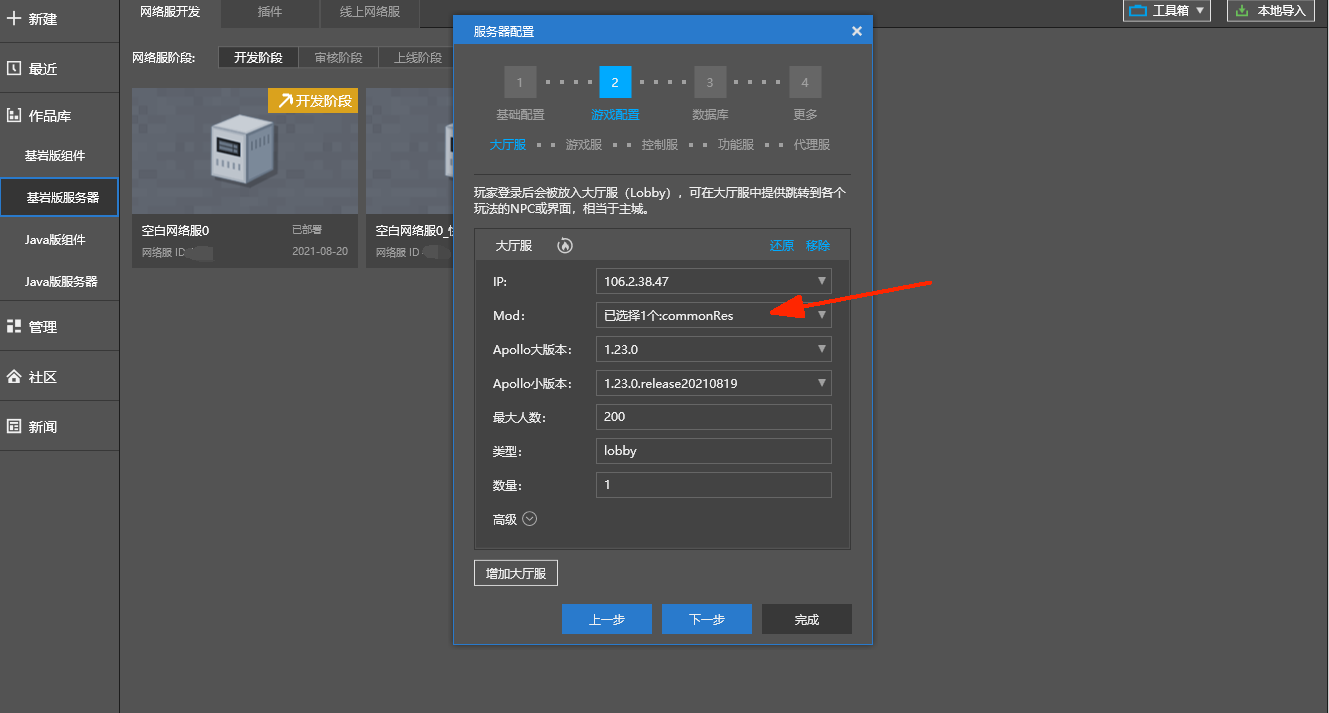 新建
最近
作品库
基岩版组件
基岩版服务器
Java版组件
Java版服务器
管理
社区
新闻
网络服开发
插件
线上网络服
工具箱
本地导入
网络服阶段:
开发阶段
审核阶段
上线阶段
开发阶段
空白网络服0
已部署
网络服 ID
2021-08-20
空白网络服0_
网络服 ID
服务器配置
1
2
3
4
基础配置
游戏配置
数据库
更多
大厅服
游戏服
控制服
功能服
代理服
玩家登录后会被放入大厅服（Lobby），可在大厅服中提供跳转到各个
玩法的NPC或界面，相当于主城。
大厅服
还原
移除
IP:
106.2.38.47
Mod:
已选择1个:commonRes
Apollo大版本:
1.23.0
Apollo小版本:
1.23.0.release20210819
最大人数:
200
类型:
lobby
数量:
1
高级
增加大厅服
上一步
下一步
完成